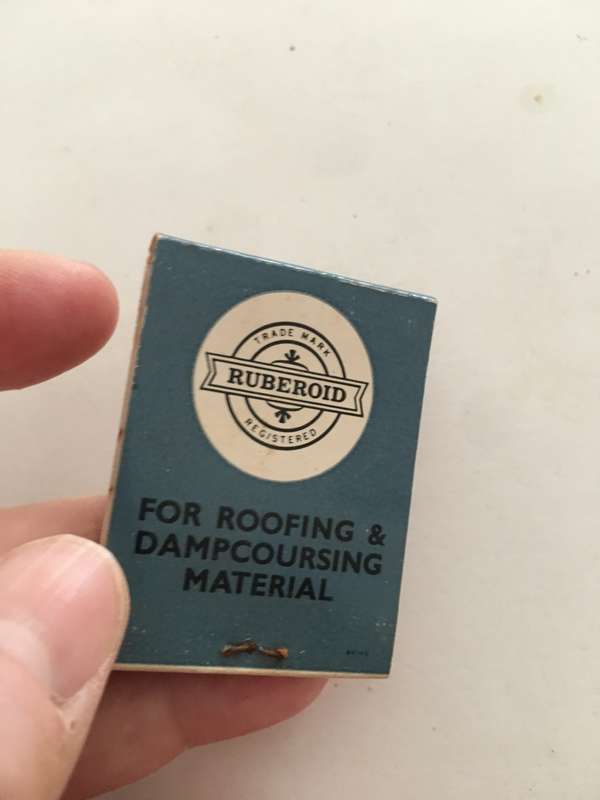 TRADE MARK
RUBEROID
REGISTERED
FOR ROOFING &
DAMPCOURSING
MATERIAL